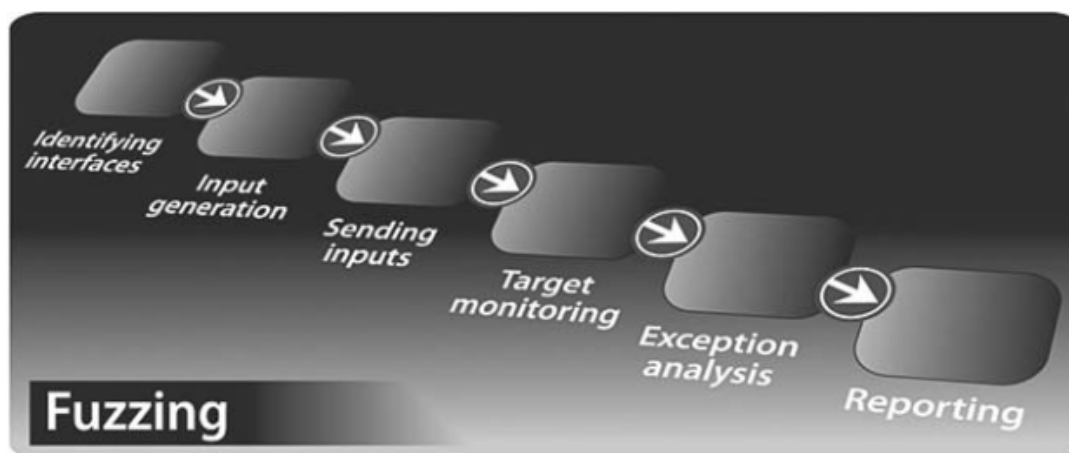 Identifying
interfaces
Input
generation
Sending
inputs
Target
monitoring
Exception
analysis
Reporting
Fuzzing